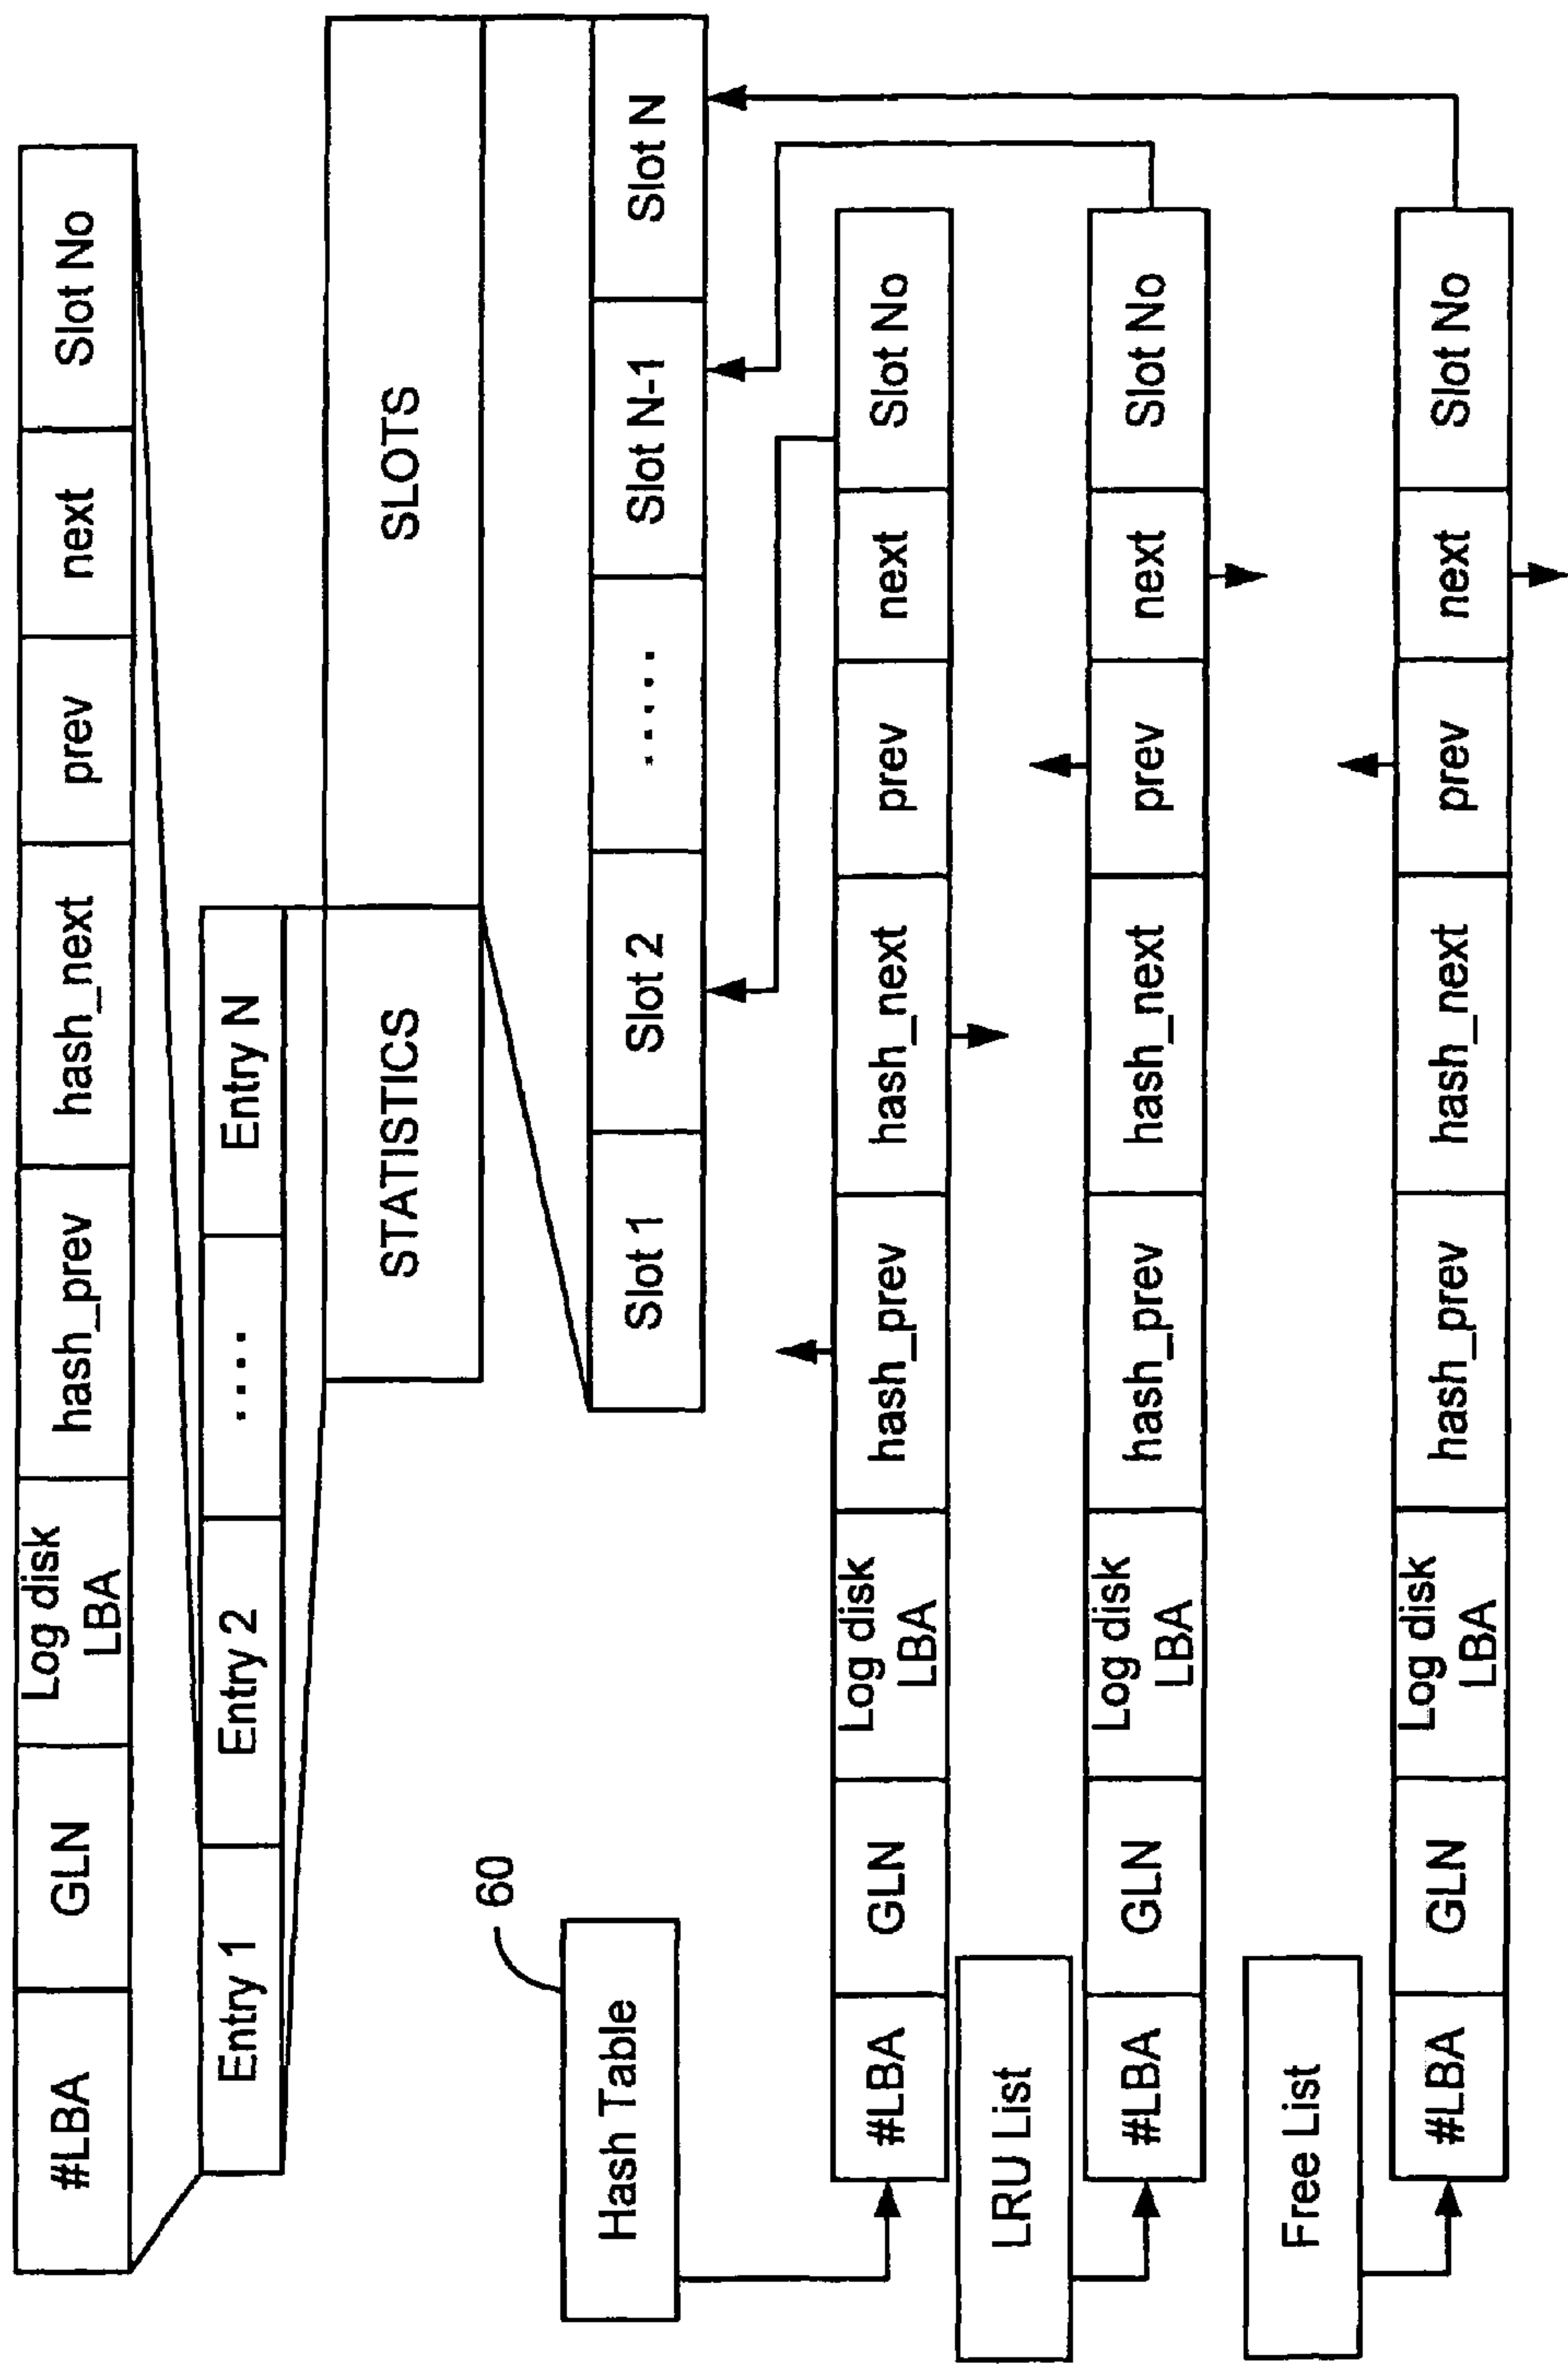 #LBA
GLN
Log disk
LBA
hash_prev
hash_next
prev
next
Slot No
Entry 1
Entry 2
....
Entry N
STATISTICS
SLOTS
Slot 1
Slot 2
.....
Slot N-1
Slot N
60
Hash Table
#LBA
GLN
Log disk
LBA
hash_prev
hash_next
prev
next
Slot No
LRU List
#LBA
GLN
Log disk
LBA
hash_prev
hash_next
prev
next
Slot No
Free List
#LBA
GLN
Log disk
LBA
hash_prev
hash_next
prev
next
Slot No